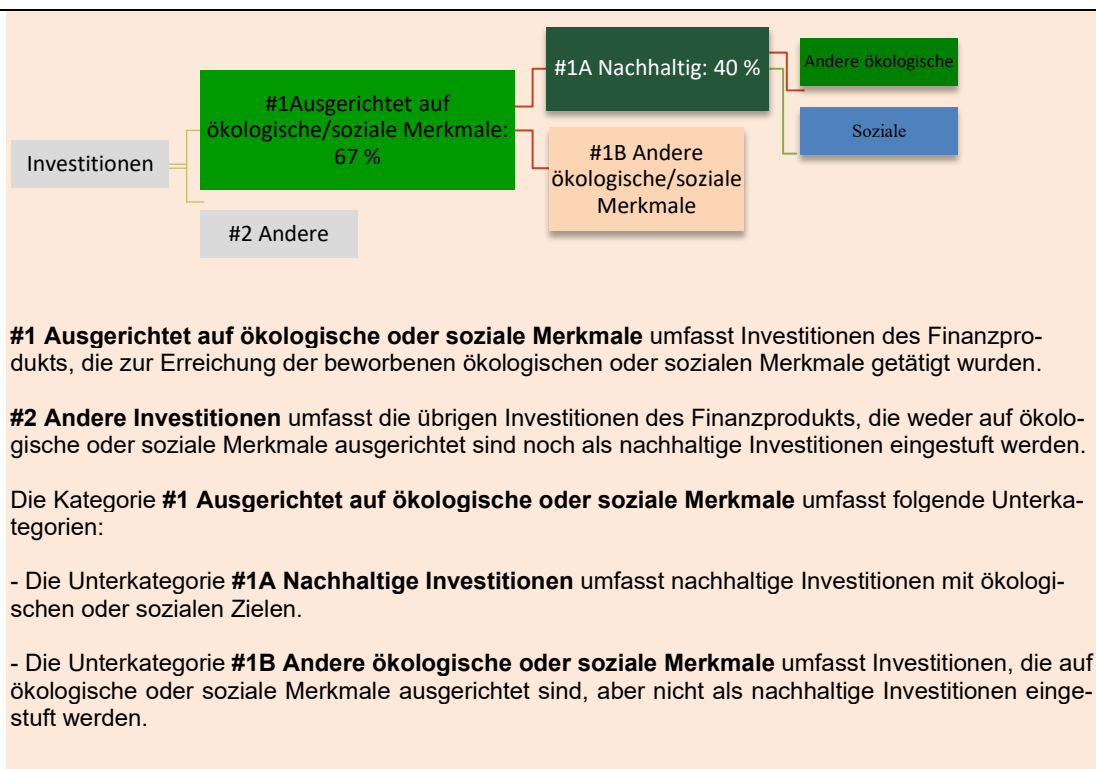 Investitionen
#1Ausgerichtet auf
ökologische/soziale Merkmale:
67 %
#2 Andere
#1A Nachhaltig: 40 %
#1B Andere
ökologische/soziale
Merkmale
Andere ökologische
Soziale
#1 Ausgerichtet auf ökologische oder soziale Merkmale umfasst Investitionen des Finanzpro-
dukts, die zur Erreichung der beworbenen ökologischen oder sozialen Merkmale getätigt wurden.
#2 Andere Investitionen umfasst die übrigen Investitionen des Finanzprodukts, die weder auf ökolo-
gische oder soziale Merkmale ausgerichtet sind noch als nachhaltige Investitionen eingestuft werden.
Die Kategorie #1 Ausgerichtet auf ökologische oder soziale Merkmale umfasst folgende Unterka-
tegorien:
- Die Unterkategorie #1A Nachhaltige Investitionen umfasst nachhaltige Investitionen mit ökologi-
schen oder sozialen Zielen.
- Die Unterkategorie #1B Andere ökologische oder soziale Merkmale umfasst Investitionen, die auf
ökologische oder soziale Merkmale ausgerichtet sind, aber nicht als nachhaltige Investitionen einge-
stuft werden.